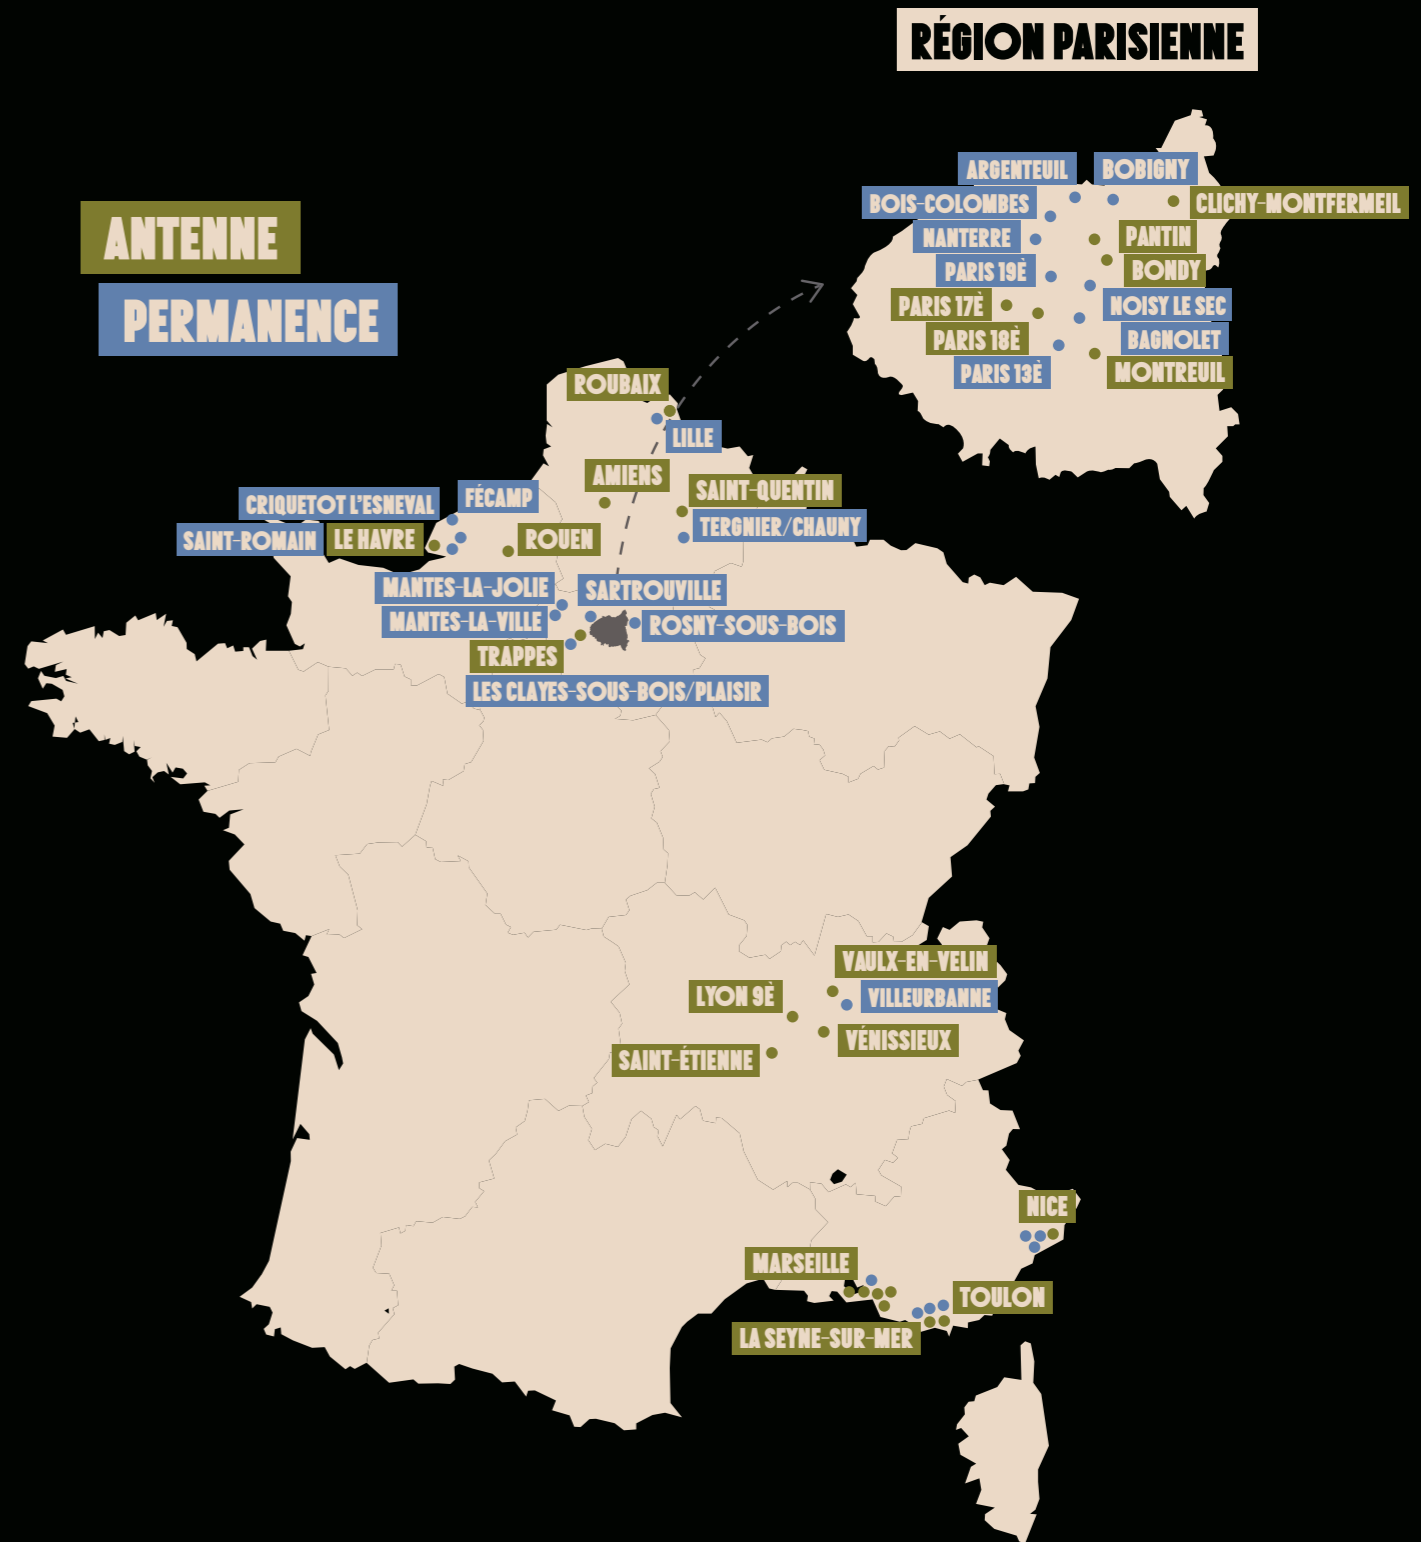 RÉGION PARISIENNE
ARGENTEUIL
BOBIGNY
BOIS-COLOMBES
CLICHY-MONTFERMEIL
NANTERRE
PANTIN
PARIS 19È
BONDY
PARIS 17È
NOISY LE SEC
PARIS 18È
BAGNOLET
PARIS 13È
MONTREUIL
ANTENNE
PERMANENCE
ROUBAIX
LILLE
AMIENS
SAINT-QUENTIN
CRIQUETOT L'ESNEVAL
FÉCAMP
TERGNIER/CHAUNY
SAINT-ROMAIN
LE HAVRE
ROUEN
MANTES-LA-JOLIE
SARTROUVILLE
MANTES-LA-VILLE
ROSNY-SOUS-BOIS
TRAPPES
LES CLAYES-SOUS-BOIS/PLAISIR
VAULX-EN-VELIN
LYON 9È
VILLEURBANNE
VÉNISSIEUX
SAINT-ÉTIENNE
NICE
MARSEILLE
TOULON
LA SEYNE-SUR-MER